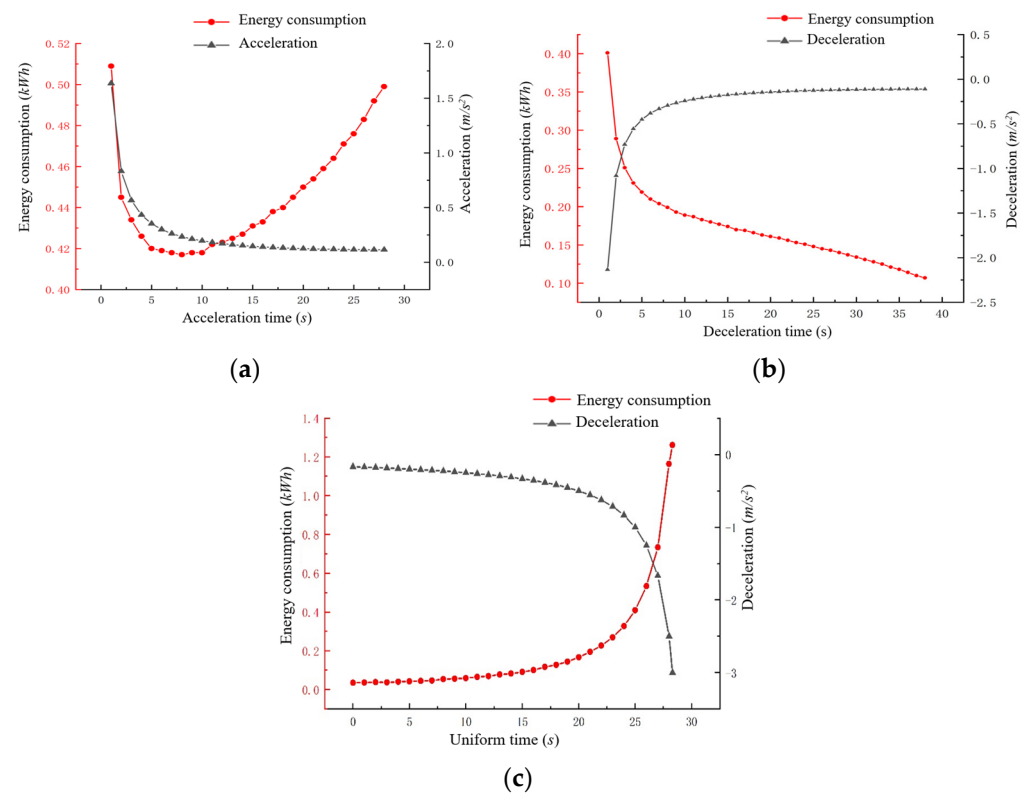 Energy consumption
Acceleration
0.52
0.50
0.48
0.46
0.44
0.42
0.40
Energy consumption (kWh)
2.0
1.5
1.0
0.5
0.0
Acceleration (m/s²)
0 5 10 15 20 25 30
Acceleration time (s)
(a)
Energy consumption
Deceleration
0.40
0.35
0.30
0.25
0.20
0.15
0.10
Energy consumption (kWh)
0.5
0.0
-0.5
-1.0
-1.5
-2.0
-2.5
Deceleration (m/s²)
0 5 10 15 20 25 30 35 40
Deceleration time (s)
(b)
Energy consumption
Deceleration
1.4
1.2
1.0
0.8
0.6
0.4
0.2
0.0
Energy consumption (kWh)
0
-1
-2
-3
Deceleration (m/s²)
0 5 10 15 20 25 30
Uniform time (s)
(c)